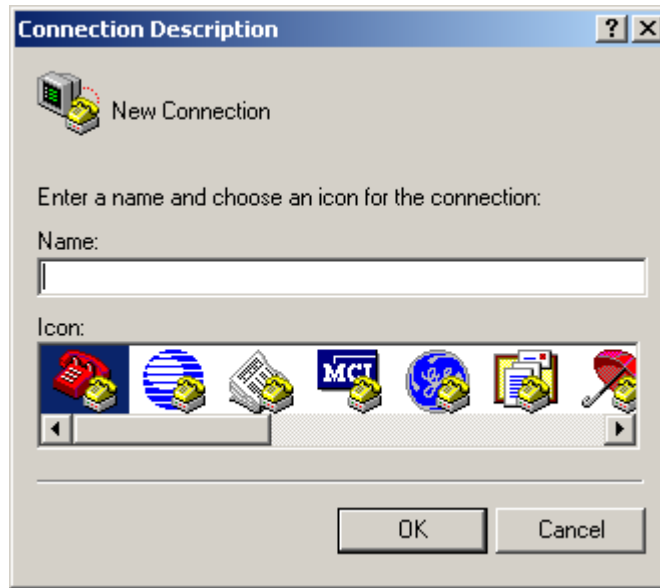 Connection Description
New Connection
Enter a name and choose an icon for the connection:
Name:
Icon:
MCI
OK
Cancel